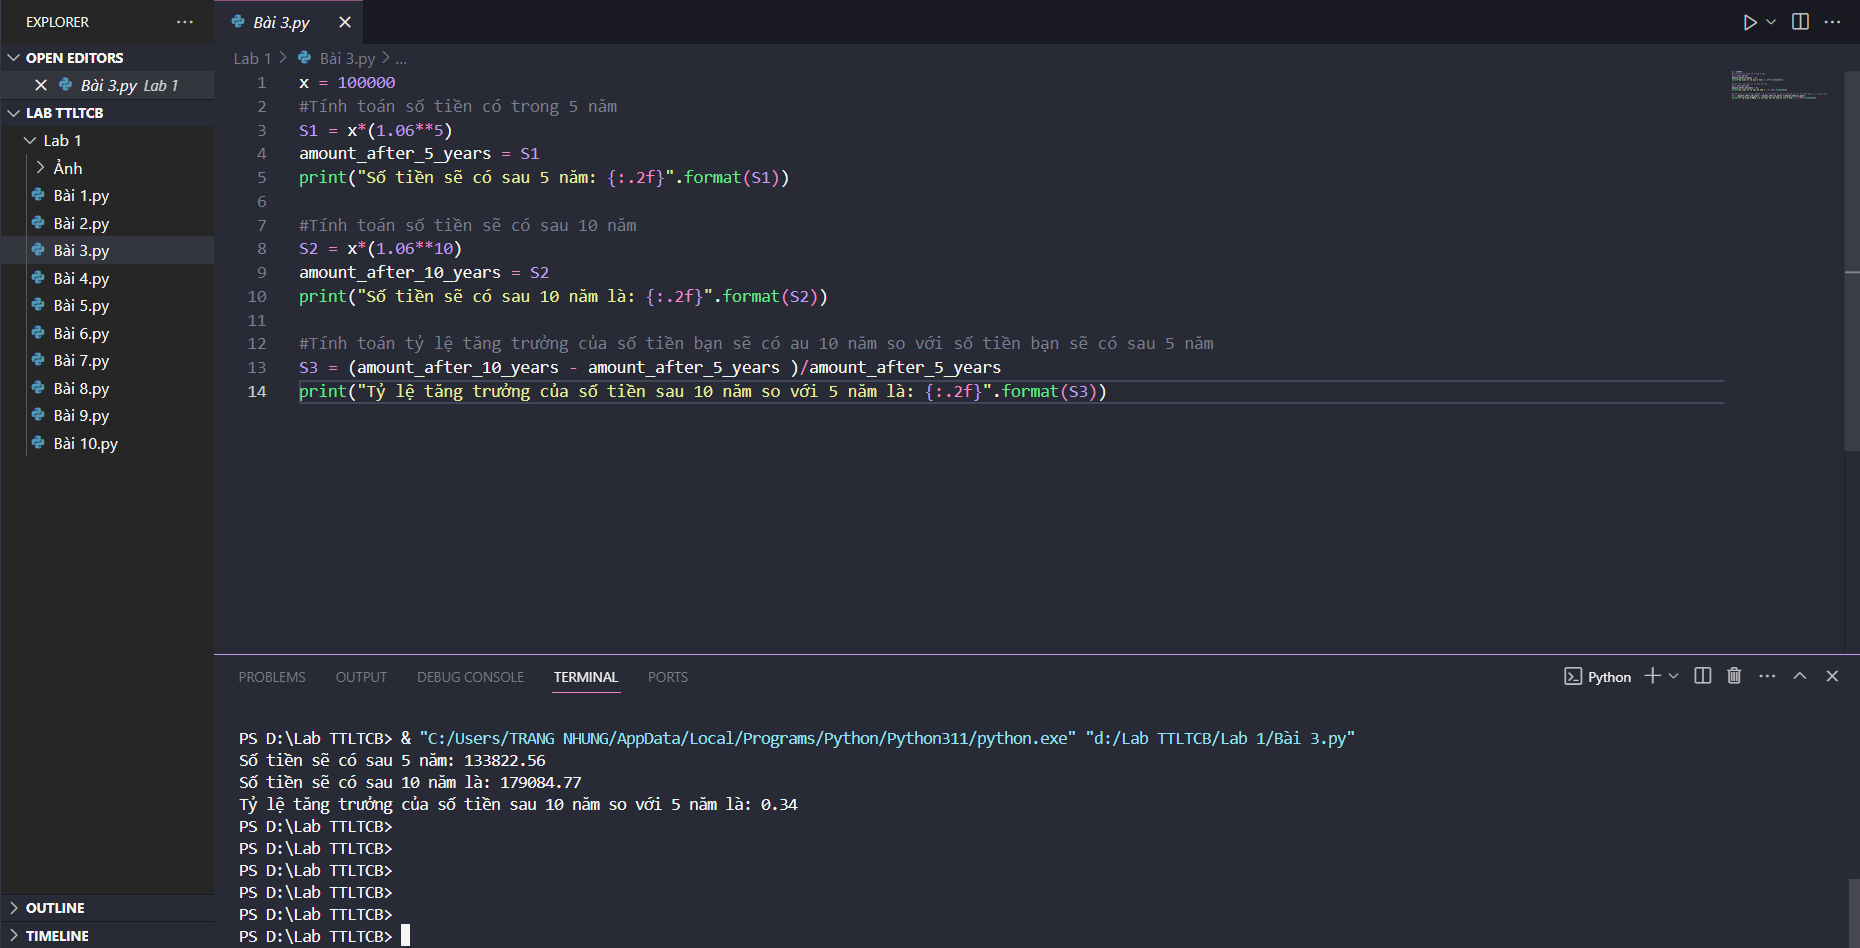 EXPLORER
OPEN EDITORS
Bài 3.py Lab 1
LAB TTLTCB
Lab 1
Ảnh
Bài 1.py
Bài 2.py
Bài 3.py
Bài 4.py
Bài 5.py
Bài 6.py
Bài 7.py
Bài 8.py
Bài 9.py
Bài 10.py
OUTLINE
TIMELINE
Bài 3.py
Lab 1 > Bài 3.py > ...
1 x = 100000
2 #Tính toán số tiền có trong 5 năm
3 S1 = x*(1.06**5)
4 amount_after_5_years = S1
5 print("Số tiền sẽ có sau 5 năm: {:.2f}".format(S1))
6
7 #Tính toán số tiền sẽ có sau 10 năm
8 S2 = x*(1.06**10)
9 amount_after_10_years = S2
10 print("Số tiền sẽ có sau 10 năm là: {:.2f}".format(S2))
11
12 #Tính toán tỷ lệ tăng trưởng của số tiền bạn sẽ có au 10 năm so với số tiền bạn sẽ có sau 5 năm
13 S3 = (amount_after_10_years - amount_after_5_years )/amount_after_5_years
14 print("Tỷ lệ tăng trưởng của số tiền sau 10 năm so với 5 năm là: {:.2f}".format(S3))
PROBLEMS OUTPUT DEBUG CONSOLE TERMINAL PORTS
Python
PS D:\Lab TTLTCB> & "C:/Users/TRANG NHUNG/AppData/Local/Programs/Python/Python311/python.exe" "d:/Lab TTLTCB/Lab 1/Bài 3.py"
Số tiền sẽ có sau 5 năm: 133822.56
Số tiền sẽ có sau 10 năm là: 179084.77
Tỷ lệ tăng trưởng của số tiền sau 10 năm so với 5 năm là: 0.34
PS D:\Lab TTLTCB>
PS D:\Lab TTLTCB>
PS D:\Lab TTLTCB>
PS D:\Lab TTLTCB>
PS D:\Lab TTLTCB>
PS D:\Lab TTLTCB>